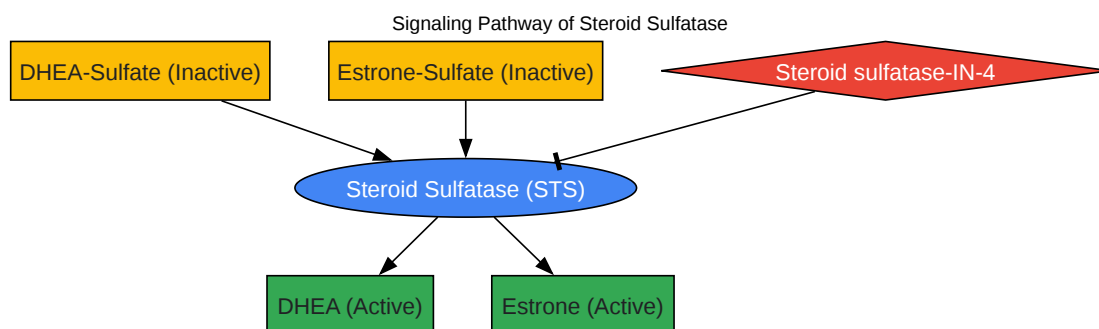 Signaling Pathway of Steroid Sulfatase
DHEA-Sulfate (Inactive)
Estrone-Sulfate (Inactive)
Steroid sulfatase-IN-4
Steroid Sulfatase (STS)
DHEA (Active)
Estrone (Active)